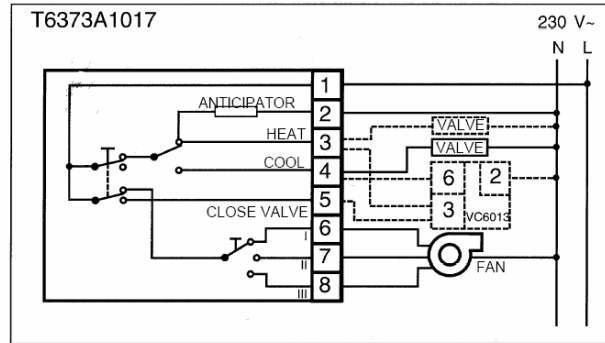 T6373A1017
230 V~
N L
1
ANTICIPATOR
2
VALVE
HEAT
3
VALVE
COOL
4
6
2
5
CLOSE VALVE
3
VC6013
6
I
7
II
FAN
8
III